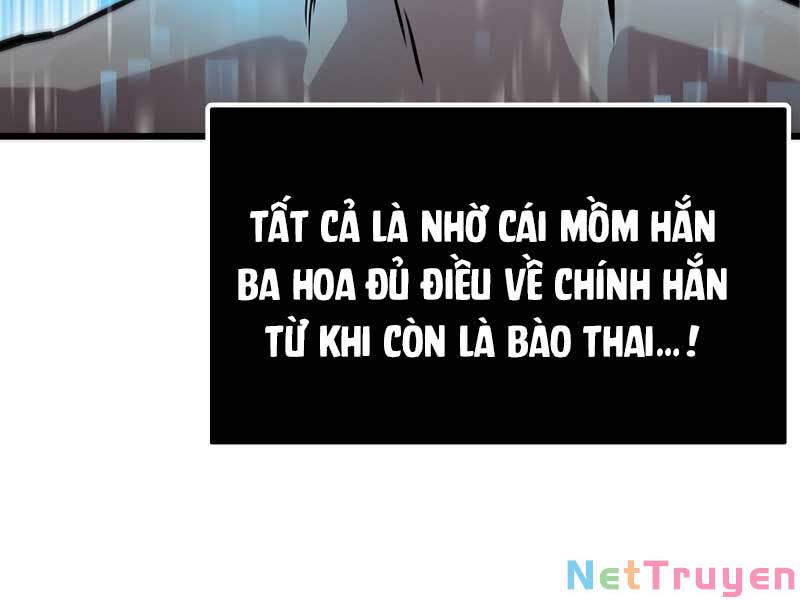 TẤT CẢ LÀ NHỜ CÁI MỒM HẮN
BA HOA ĐỦ ĐIỀU VỀ CHÍNH HẮN
TỪ KHI CÒN LÀ BÀO THAI...!
NetTruyen